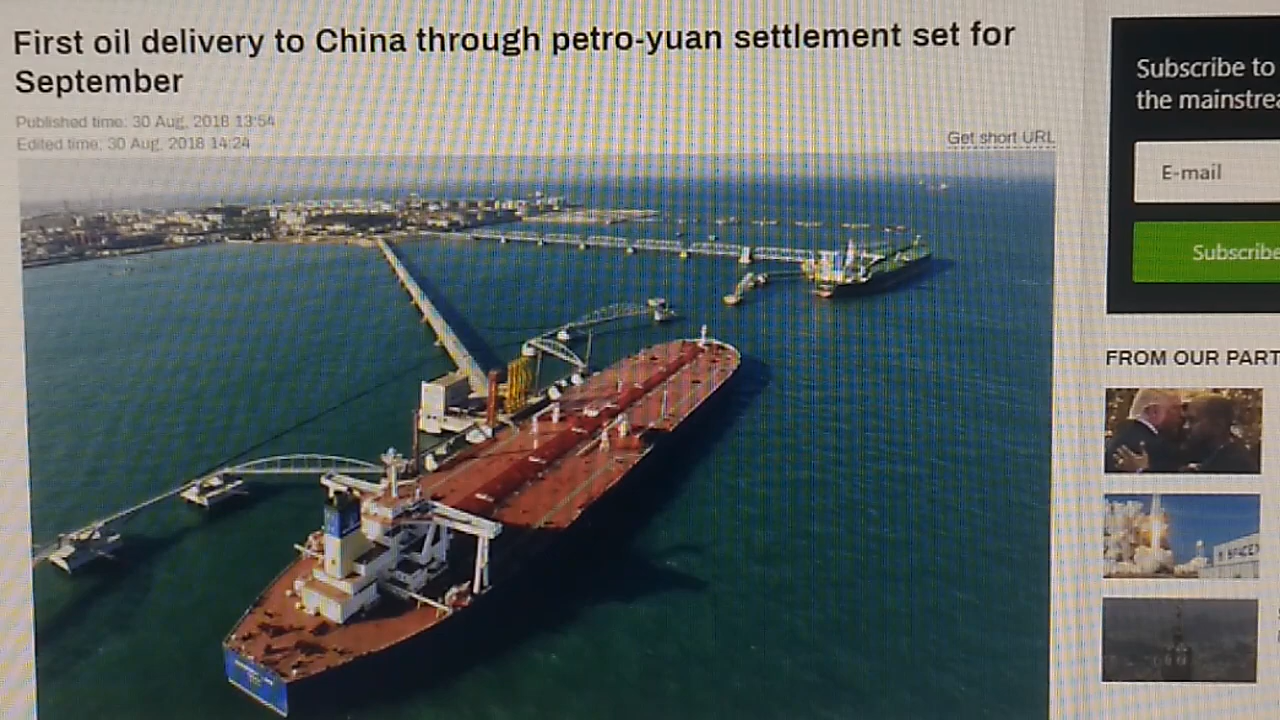 First oil delivery to China through petro-yuan settlement set for
September
Published time: 30 Aug, 2018 13:54
Edited time: 30 Aug, 2018 14:24
Get short URL
Subscribe to
the mainstrea
E-mail
Subscribe
FROM OUR PART
SPACEX